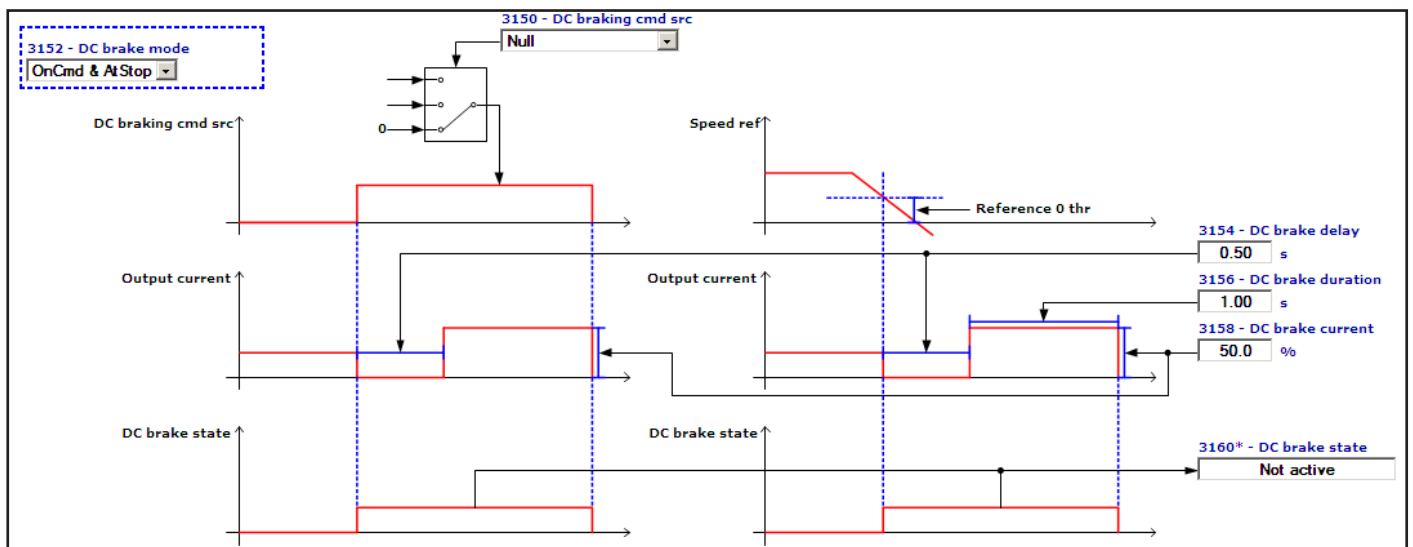 3150 - DC braking cmd src
Null
3152 - DC brake mode
OnCmd & AtStop
0
DC braking cmd src
Speed ref
Reference 0 thr
3154 - DC brake delay
0.50 s
Output current
Output current
3156 - DC brake duration
1.00 s
3158 - DC brake current
50.0 %
DC brake state
DC brake state
3160* - DC brake state
Not active